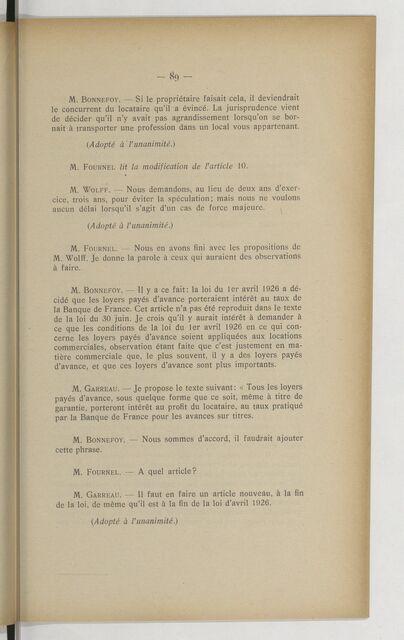 — 89 —
M. BONNEFOY. — Si le propriétaire faisait cela, il deviendrait
le concurrent du locataire qu'il a évincé. La jurisprudence vient
de décider qu'il n'y avait pas agrandissement lorsqu'on se bor-
nait à transporter une profession dans un local vous appartenant.
(Adopté à l'unanimité.)
M. FOURNEL lit la modification de l'article 10.
M. WOLFF. — Nous demandons, au lieu de deux ans d'exer-
cice, trois ans, pour éviter la spéculation; mais nous ne voulons
aucun délai lorsqu'il s'agit d'un cas de force majeure.
(Adopté à l'unanimité.)
M. FOURNEL. — Nous en avons fini avec les propositions de
M. Wolff. Je donne la parole à ceux qui auraient des observations
à faire.
M. BONNEFOY. — Il y a ce fait: la loi du 1er avril 1926 a dé-
cidé que les loyers payés d'avance porteraient intérêt au taux de
la Banque de France. Cet article n'a pas été reproduit dans le texte
de la loi du 30 juin. Je crois qu'il y aurait intérêt à demander à
ce que les conditions de la loi du 1er avril 1926 en ce qui con-
cerne les loyers payés d'avance soient appliquées aux locations
commerciales, observation étant faite que c'est justement en ma-
tière commerciale que, le plus souvent, il y a des loyers payés
d'avance, et que ces loyers d'avance sont plus importants.
M. GARREAU. — Je propose le texte suivant: « Tous les loyers
payés d'avance, sous quelque forme que ce soit, même à titre de
garantie, porteront intérêt au profit du locataire, au taux pratiqué
par la Banque de France pour les avances sur titres.
M. BONNEFOY. — Nous sommes d'accord, il faudrait ajouter
cette phrase.
M. FOURNEL. — A quel article?
M. GARREAU. — Il faut en faire un article nouveau, à la fin
de la loi, de même qu'il est à la fin de la loi d'avril 1926.
(Adopté à l'unanimité.)